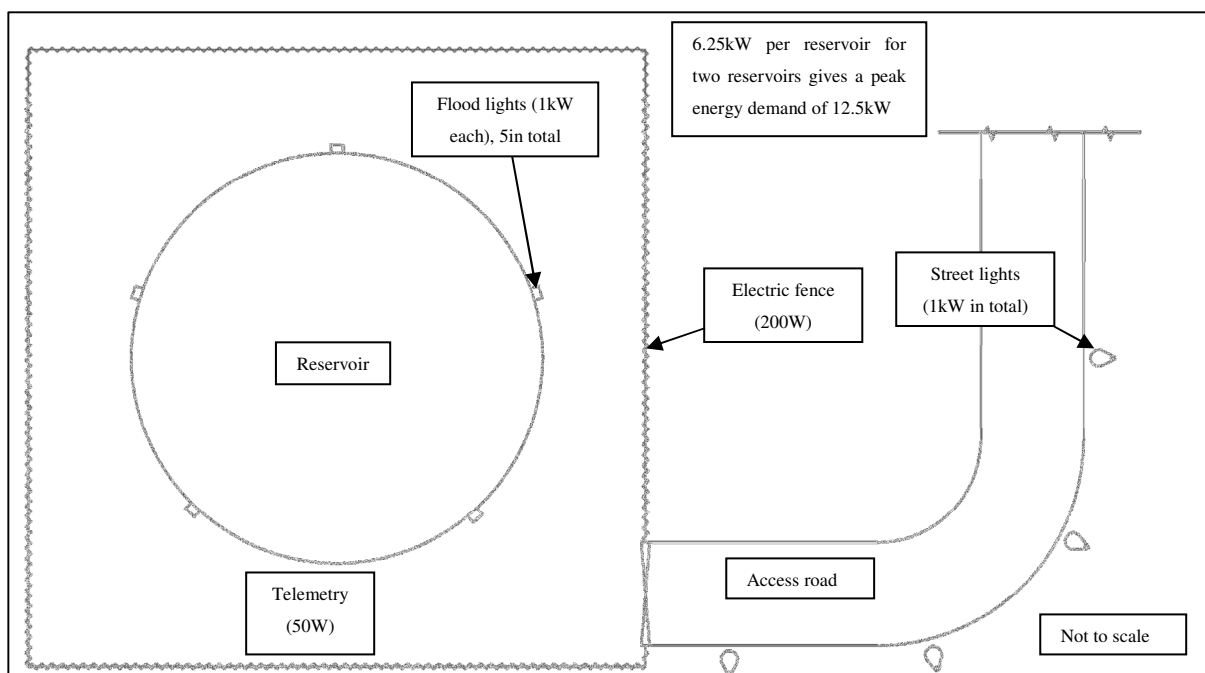 6.25kW per reservoir for
two reservoirs gives a peak
energy demand of 12.5kW
Flood lights (1kW
each), 5in total
Electric fence
(200W)
Street lights
(1kW in total)
Reservoir
Telemetry
(50W)
Access road
Not to scale